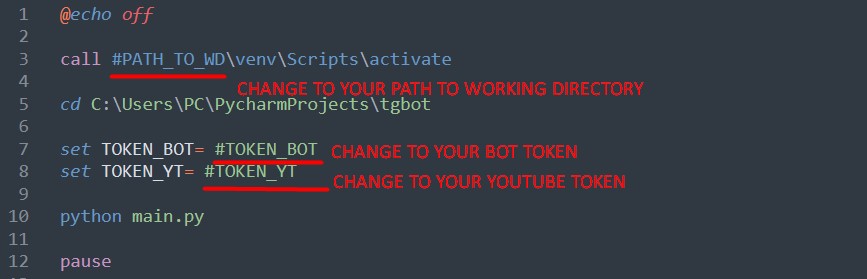 1 @echo off
2
3 call #PATH_TO_WD\venv\Scripts\activate
4 CHANGE TO YOUR PATH TO WORKING DIRECTORY
5 cd C:\Users\PC\PycharmProjects\tgbot
6
7 set TOKEN_BOT= #TOKEN_BOT CHANGE TO YOUR BOT TOKEN
8 set TOKEN_YT= #TOKEN_YT CHANGE TO YOUR YOUTUBE TOKEN
9
10 python main.py
11
12 pause